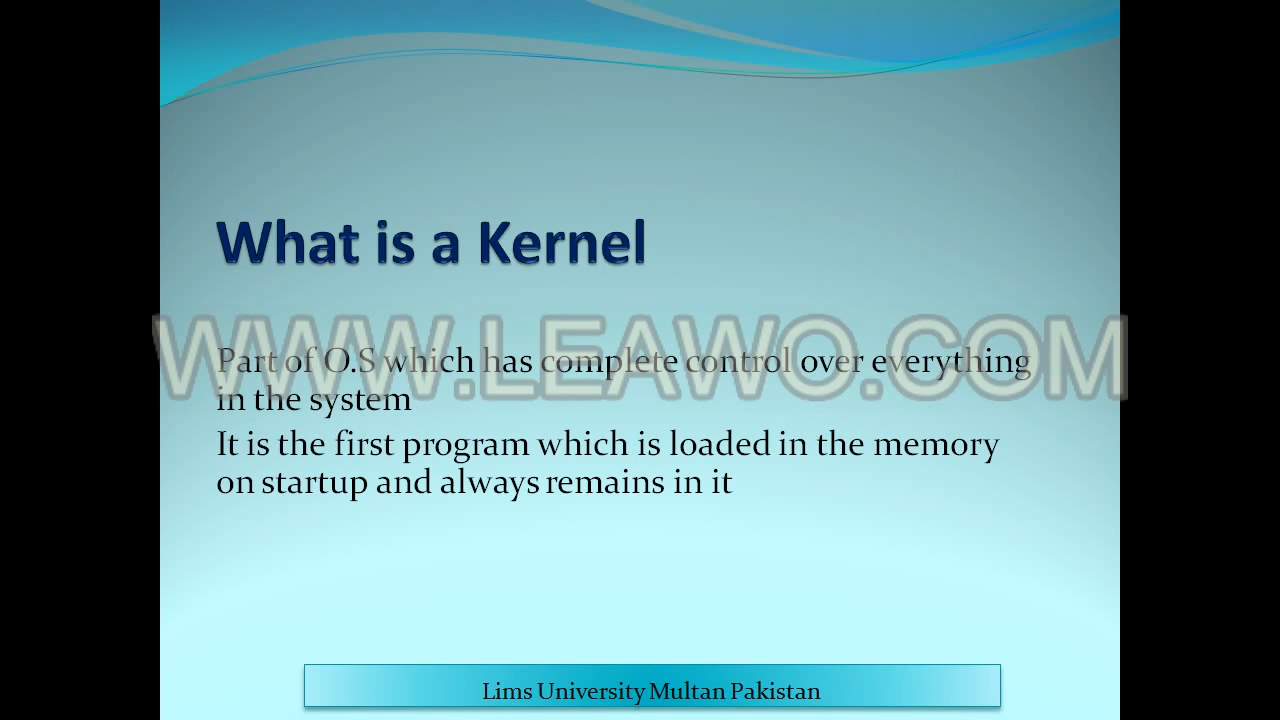 What is a Kernel
WWW.LEAWO.COM
Part of O.S which has complete control over everything
in the system
It is the first program which is loaded in the memory
on startup and always remains in it
Lims University Multan Pakistan